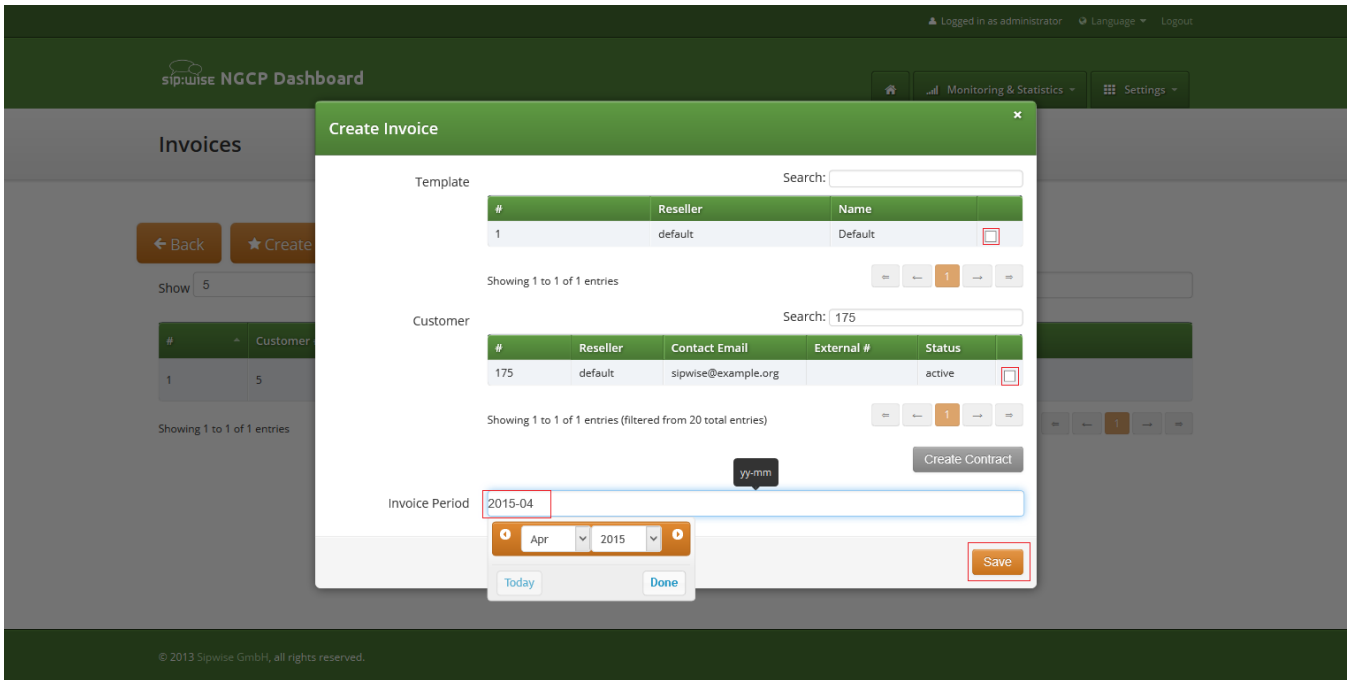 Logged in as administrator Language Logout
sip:wise NGCP Dashboard
Monitoring & Statistics Settings
Create Invoice ×
Invoices
Template Search:
# Reseller Name
1 default Default
Back Create
Showing 1 to 1 of 1 entries ⇐ ← 1 → ⇒
Show 5
Customer Search: 175
# Customer
# Reseller Contact Email External # Status
175 default sipwise@example.org active
1 5
Showing 1 to 1 of 1 entries (filtered from 20 total entries) ⇐ ← 1 → ⇒
Showing 1 to 1 of 1 entries ⇐ ← 1 → ⇒
Create Contract
yy-mm
Invoice Period 2015-04
Apr 2015
Save
Today Done
© 2013 Sipwise GmbH, all rights reserved.